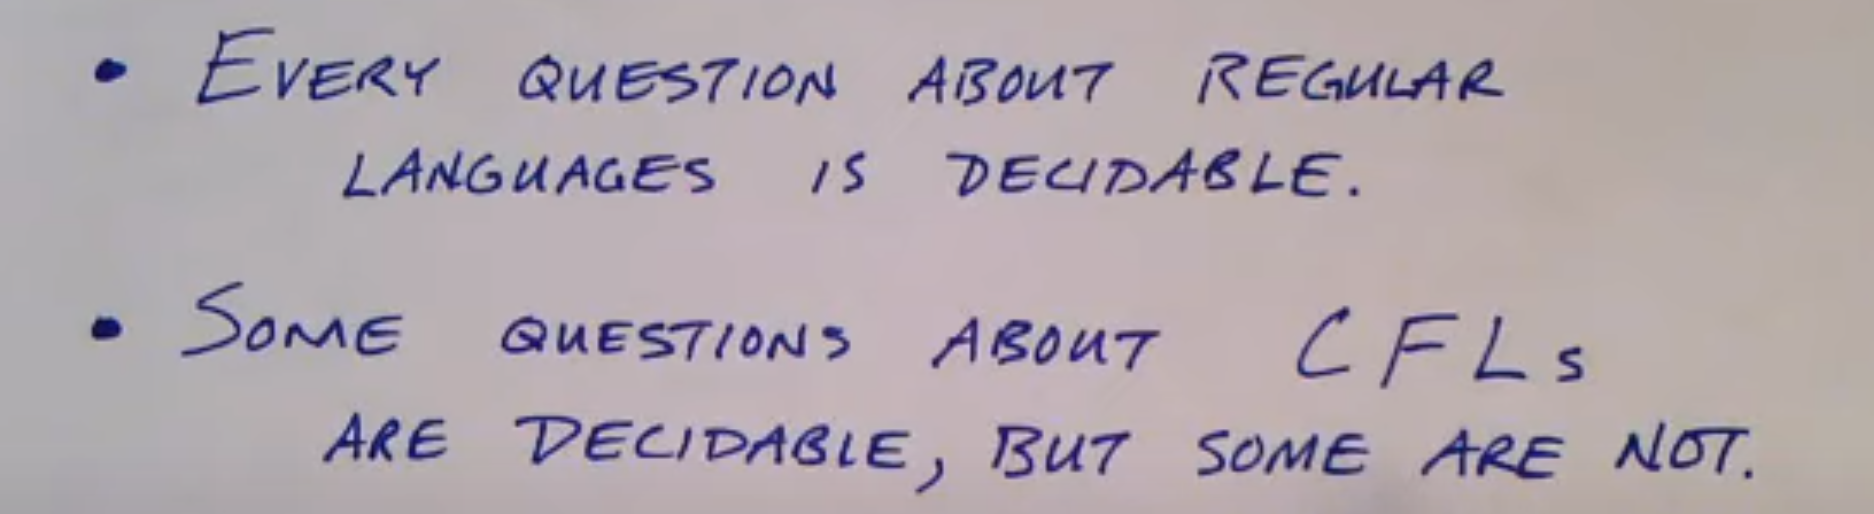 • EVERY QUESTION ABOUT REGULAR
LANGUAGES IS DECIDABLE.
• SOME QUESTIONS ABOUT CFLs
ARE DECIDABLE, BUT SOME ARE NOT.